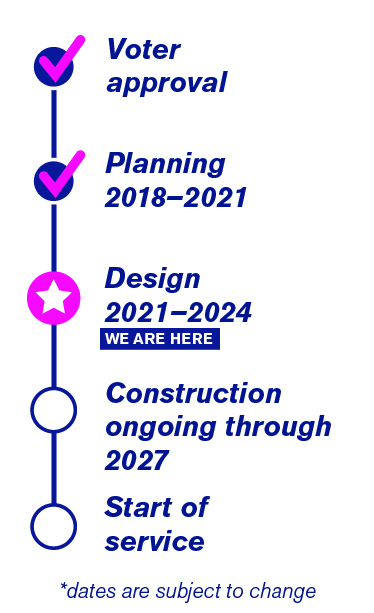 Voter
approval
Planning
2018–2021
Design
2021–2024
WE ARE HERE
Construction
ongoing through
2027
Start of
service
*dates are subject to change